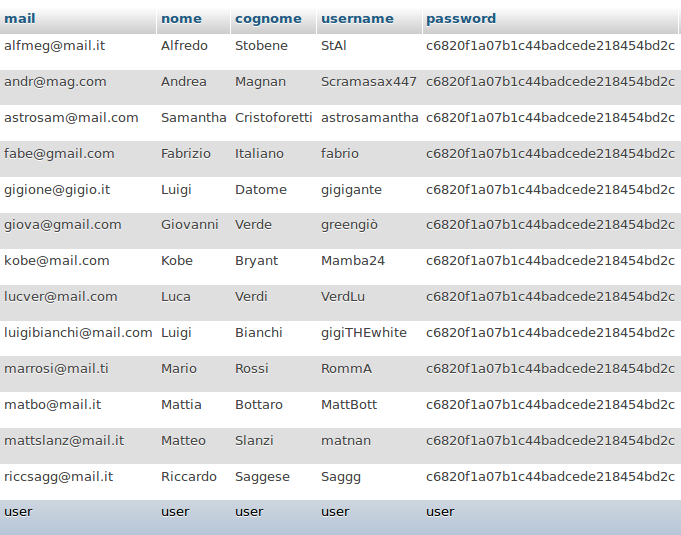 mail nome cognome username password
alfmeg@mail.it Alfredo Stobene StAl c6820f1a07b1c44badcede218454bd2c
andr@mag.com Andrea Magnan Scramasax447 c6820f1a07b1c44badcede218454bd2c
astrosam@mail.com Samantha Cristoforetti astrosamantha c6820f1a07b1c44badcede218454bd2c
fabe@gmail.com Fabrizio Italiano fabrio c6820f1a07b1c44badcede218454bd2c
gigione@gigio.it Luigi Datome gigigante c6820f1a07b1c44badcede218454bd2c
giova@gmail.com Giovanni Verde greengiò c6820f1a07b1c44badcede218454bd2c
kobe@mail.com Kobe Bryant Mamba24 c6820f1a07b1c44badcede218454bd2c
lucver@mail.com Luca Verdi VerdLu c6820f1a07b1c44badcede218454bd2c
luigibianchi@mail.com Luigi Bianchi gigiTHEwhite c6820f1a07b1c44badcede218454bd2c
marrosi@mail.ti Mario Rossi RommA c6820f1a07b1c44badcede218454bd2c
matbo@mail.it Mattia Bottaro MattBott c6820f1a07b1c44badcede218454bd2c
mattslanz@mail.it Matteo Slanzi matnan c6820f1a07b1c44badcede218454bd2c
riccsagg@mail.it Riccardo Saggese Saggg c6820f1a07b1c44badcede218454bd2c
user user user user user